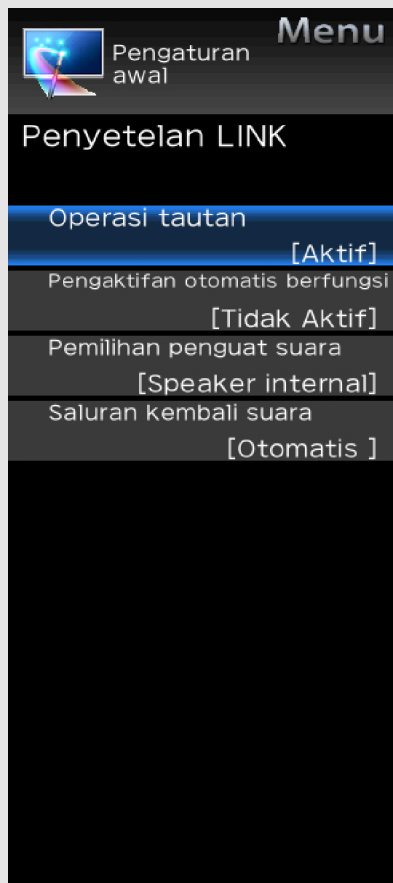 Menu
Pengaturan
awal
Penyetelan LINK
Operasi tautan
[Aktif]
Pengaktifan otomatis berfungsi
[Tidak Aktif]
Pemilihan penguat suara
[Speaker internal]
Saluran kembali suara
[Otomatis ]